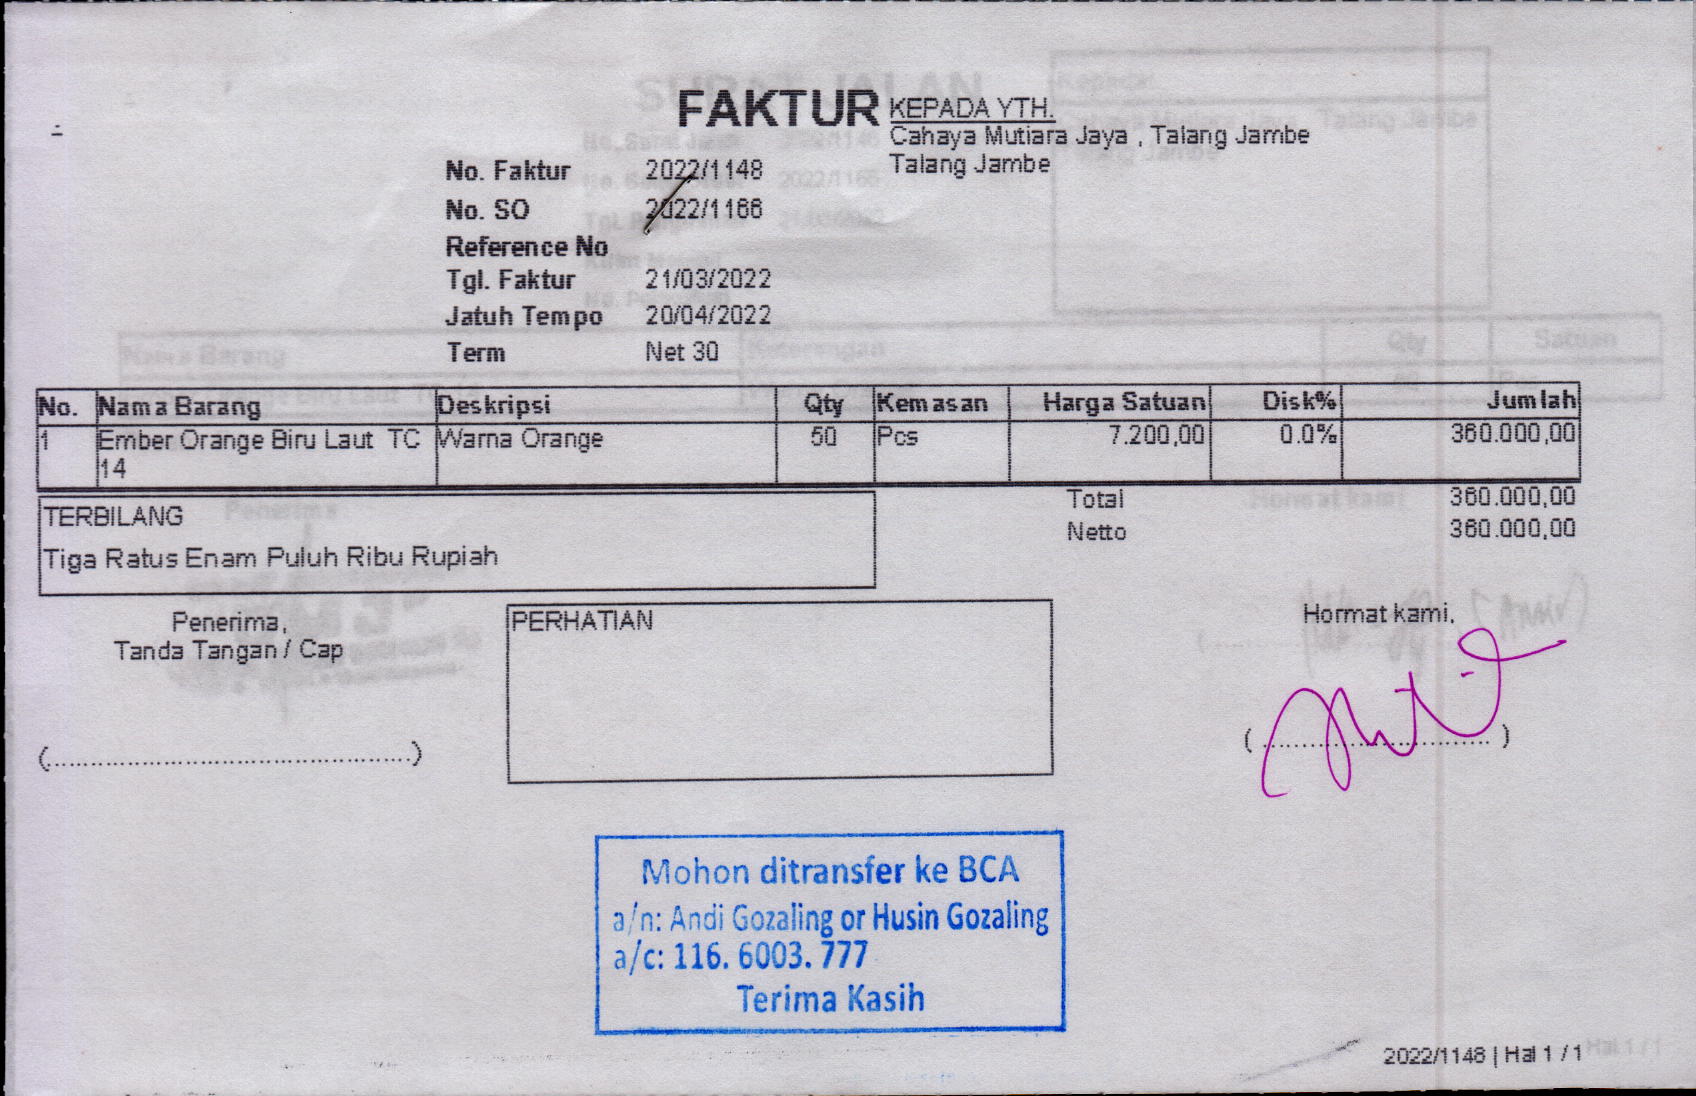 FAKTUR
KEPADA YTH.
Cahaya Mutiara Jaya , Talang Jambe
Talang Jambe
No. Faktur 2022/1148
No. SO 2022/1166
Reference No
Tgl. Faktur 21/03/2022
Jatuh Tempo 20/04/2022
Term Net 30
No. Nama Barang Deskripsi Qty Kemasan Harga Satuan Disk% Jumlah
1 Ember Orange Biru Laut TC Warna Orange 50 Pcs 7.200,00 0.0% 360.000,00
14
Total 360.000,00
Netto 360.000,00
TERBILANG
Tiga Ratus Enam Puluh Ribu Rupiah
Penerima,
Tanda Tangan / Cap
(..............................................)
PERHATIAN
Hormat kami,
(..............................)
Mohon ditransfer ke BCA
a/n: Andi Gozaling or Husin Gozaling
a/c: 116. 6003. 777
Terima Kasih
2022/1148 | Hal 1 / 1